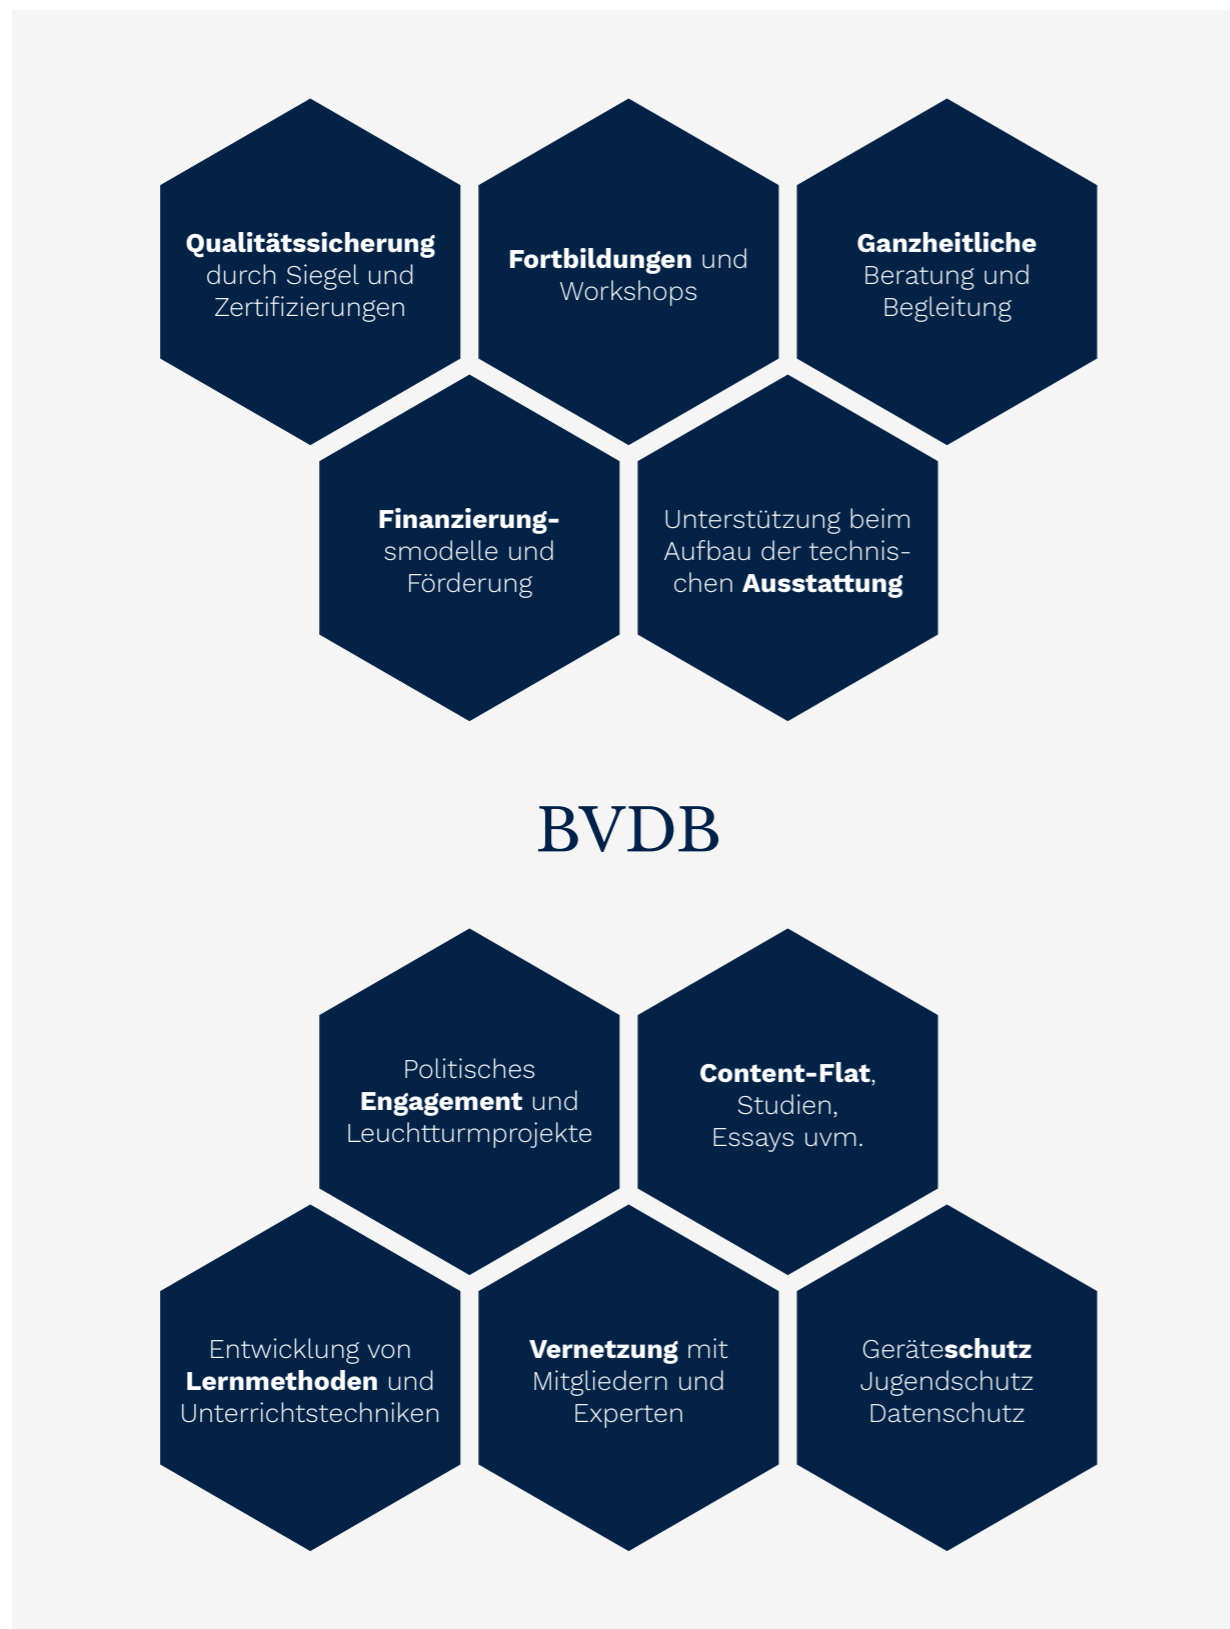 Qualitätssicherung
durch Siegel und
Zertifizierungen
Fortbildungen und
Workshops
Ganzheitliche
Beratung und
Begleitung
Finanzierung-
smodelle und
Förderung
Unterstützung beim
Aufbau der technis-
chen Ausstattung
BVDB
Politisches
Engagement und
Leuchtturmprojekte
Content-Flat,
Studien,
Essays uvm.
Entwicklung von
Lernmethoden und
Unterrichtstechniken
Vernetzung mit
Mitgliedern und
Experten
Geräteschutz
Jugendschutz
Datenschutz